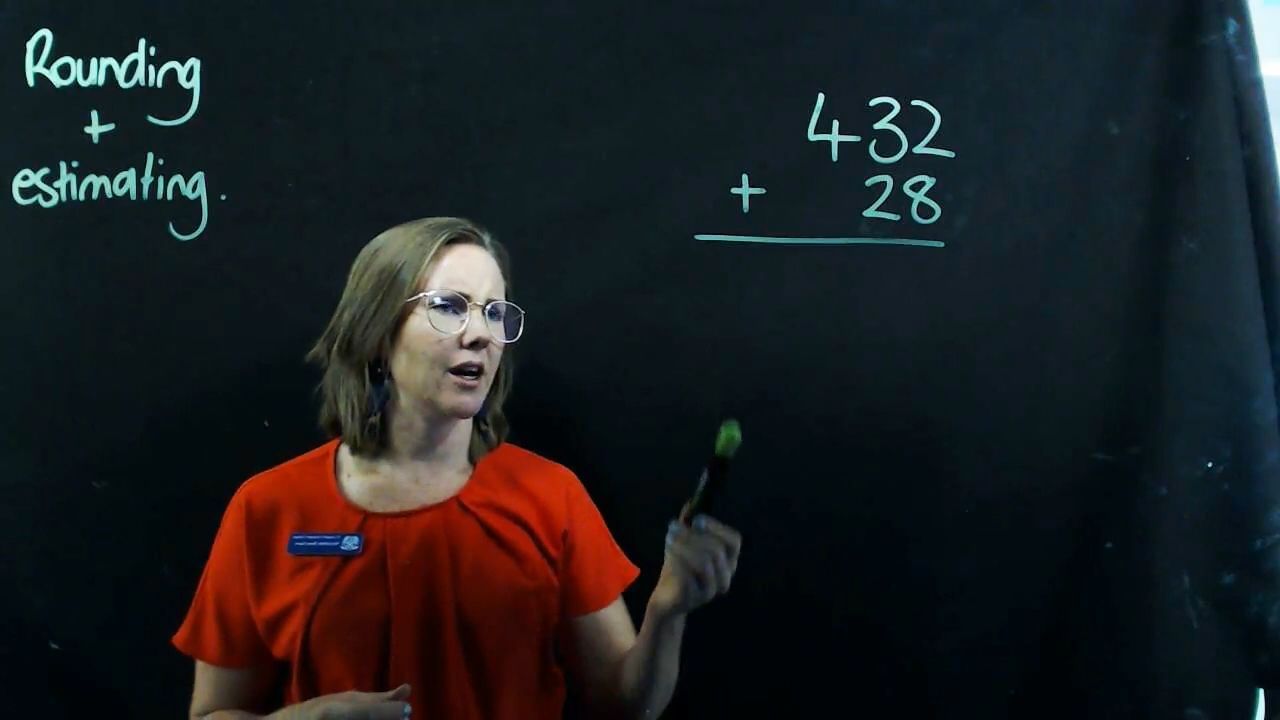 Rounding
+
estimating.
432
+ 28